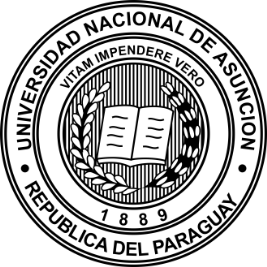 UNIVERSIDAD NACIONAL DE ASUNCION
VITAM IMPENDERE VERO
1889
REPUBLICA DEL PARAGUAY